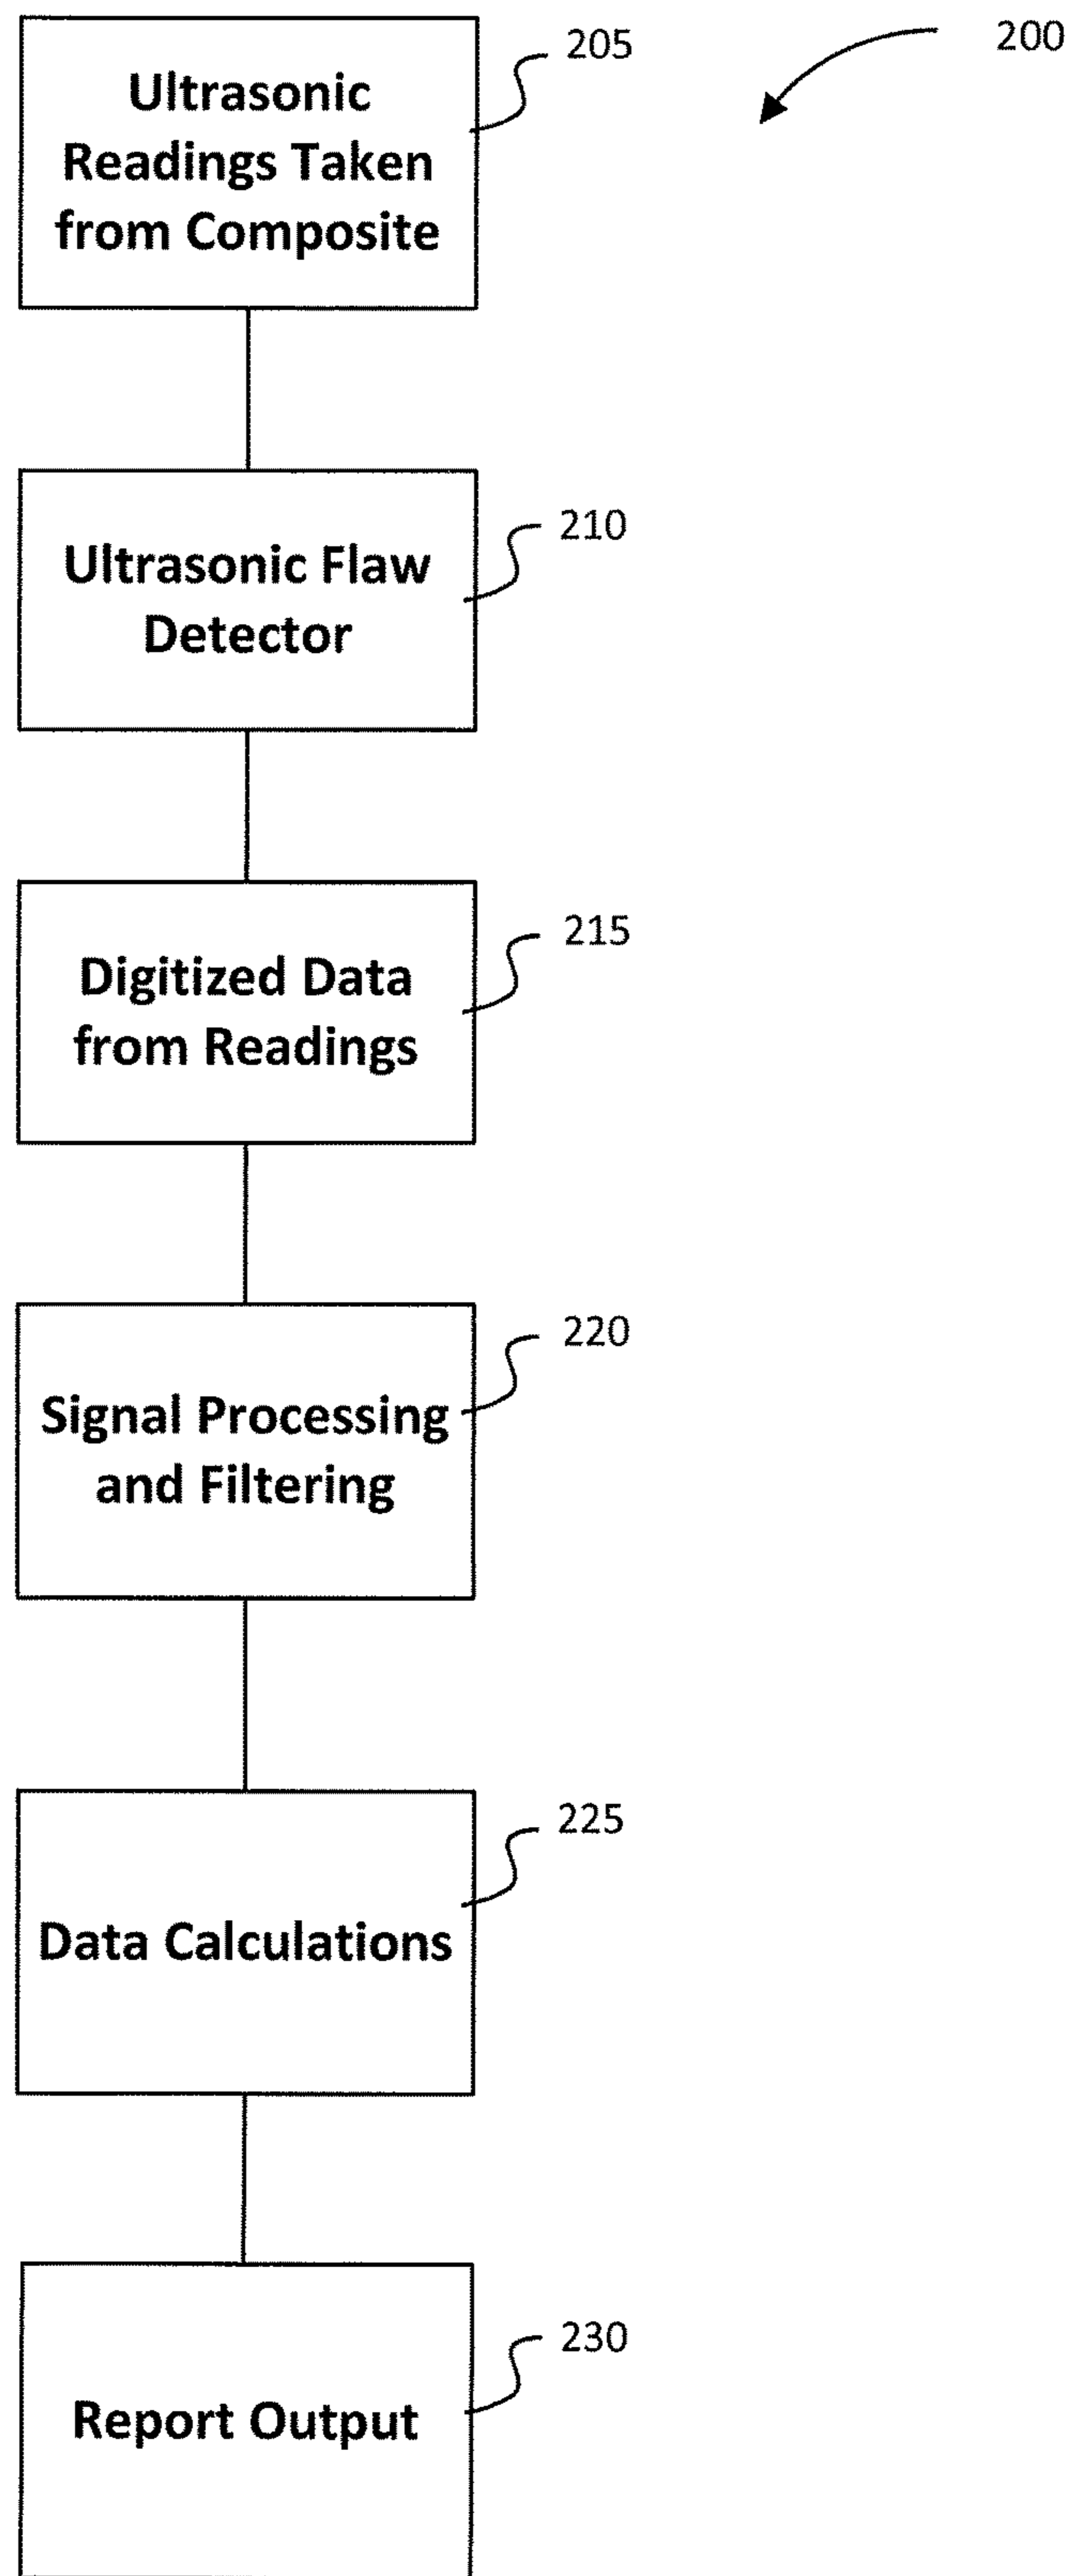 200
205
Ultrasonic
Readings Taken
from Composite
210
Ultrasonic Flaw
Detector
215
Digitized Data
from Readings
220
Signal Processing
and Filtering
225
Data Calculations
230
Report Output